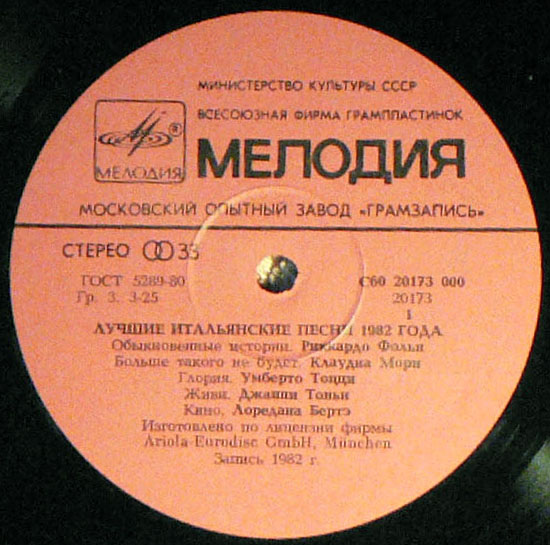 МИНИСТЕРСТВО КУЛЬТУРЫ СССР
ВСЕСОЮЗНАЯ ФИРМА ГРАМПЛАСТИНОК
® МЕЛОДИЯ
МЕЛОДИЯ
МОСКОВСКИЙ ОПЫТНЫЙ ЗАВОД «ГРАМЗАПИСЬ»
СТЕРЕО 33
ГОСТ 5289-80
С60 20173 000
Гр. 3. 3-25
20173
1
ЛУЧШИЕ ИТАЛЬЯНСКИЕ ПЕСНИ 1982 ГОДА
Обыкновенные истории. Риккардо Фольи
Больше такого не будет. Клаудиа Мори
Глория. Умберто Тоцци
Живи. Джанни Тоньи
Кино. Лоредана Бертэ
Изготовлено по лицензии фирмы
Ariola-Eurodisc GmbH, München
Запись 1982 г.